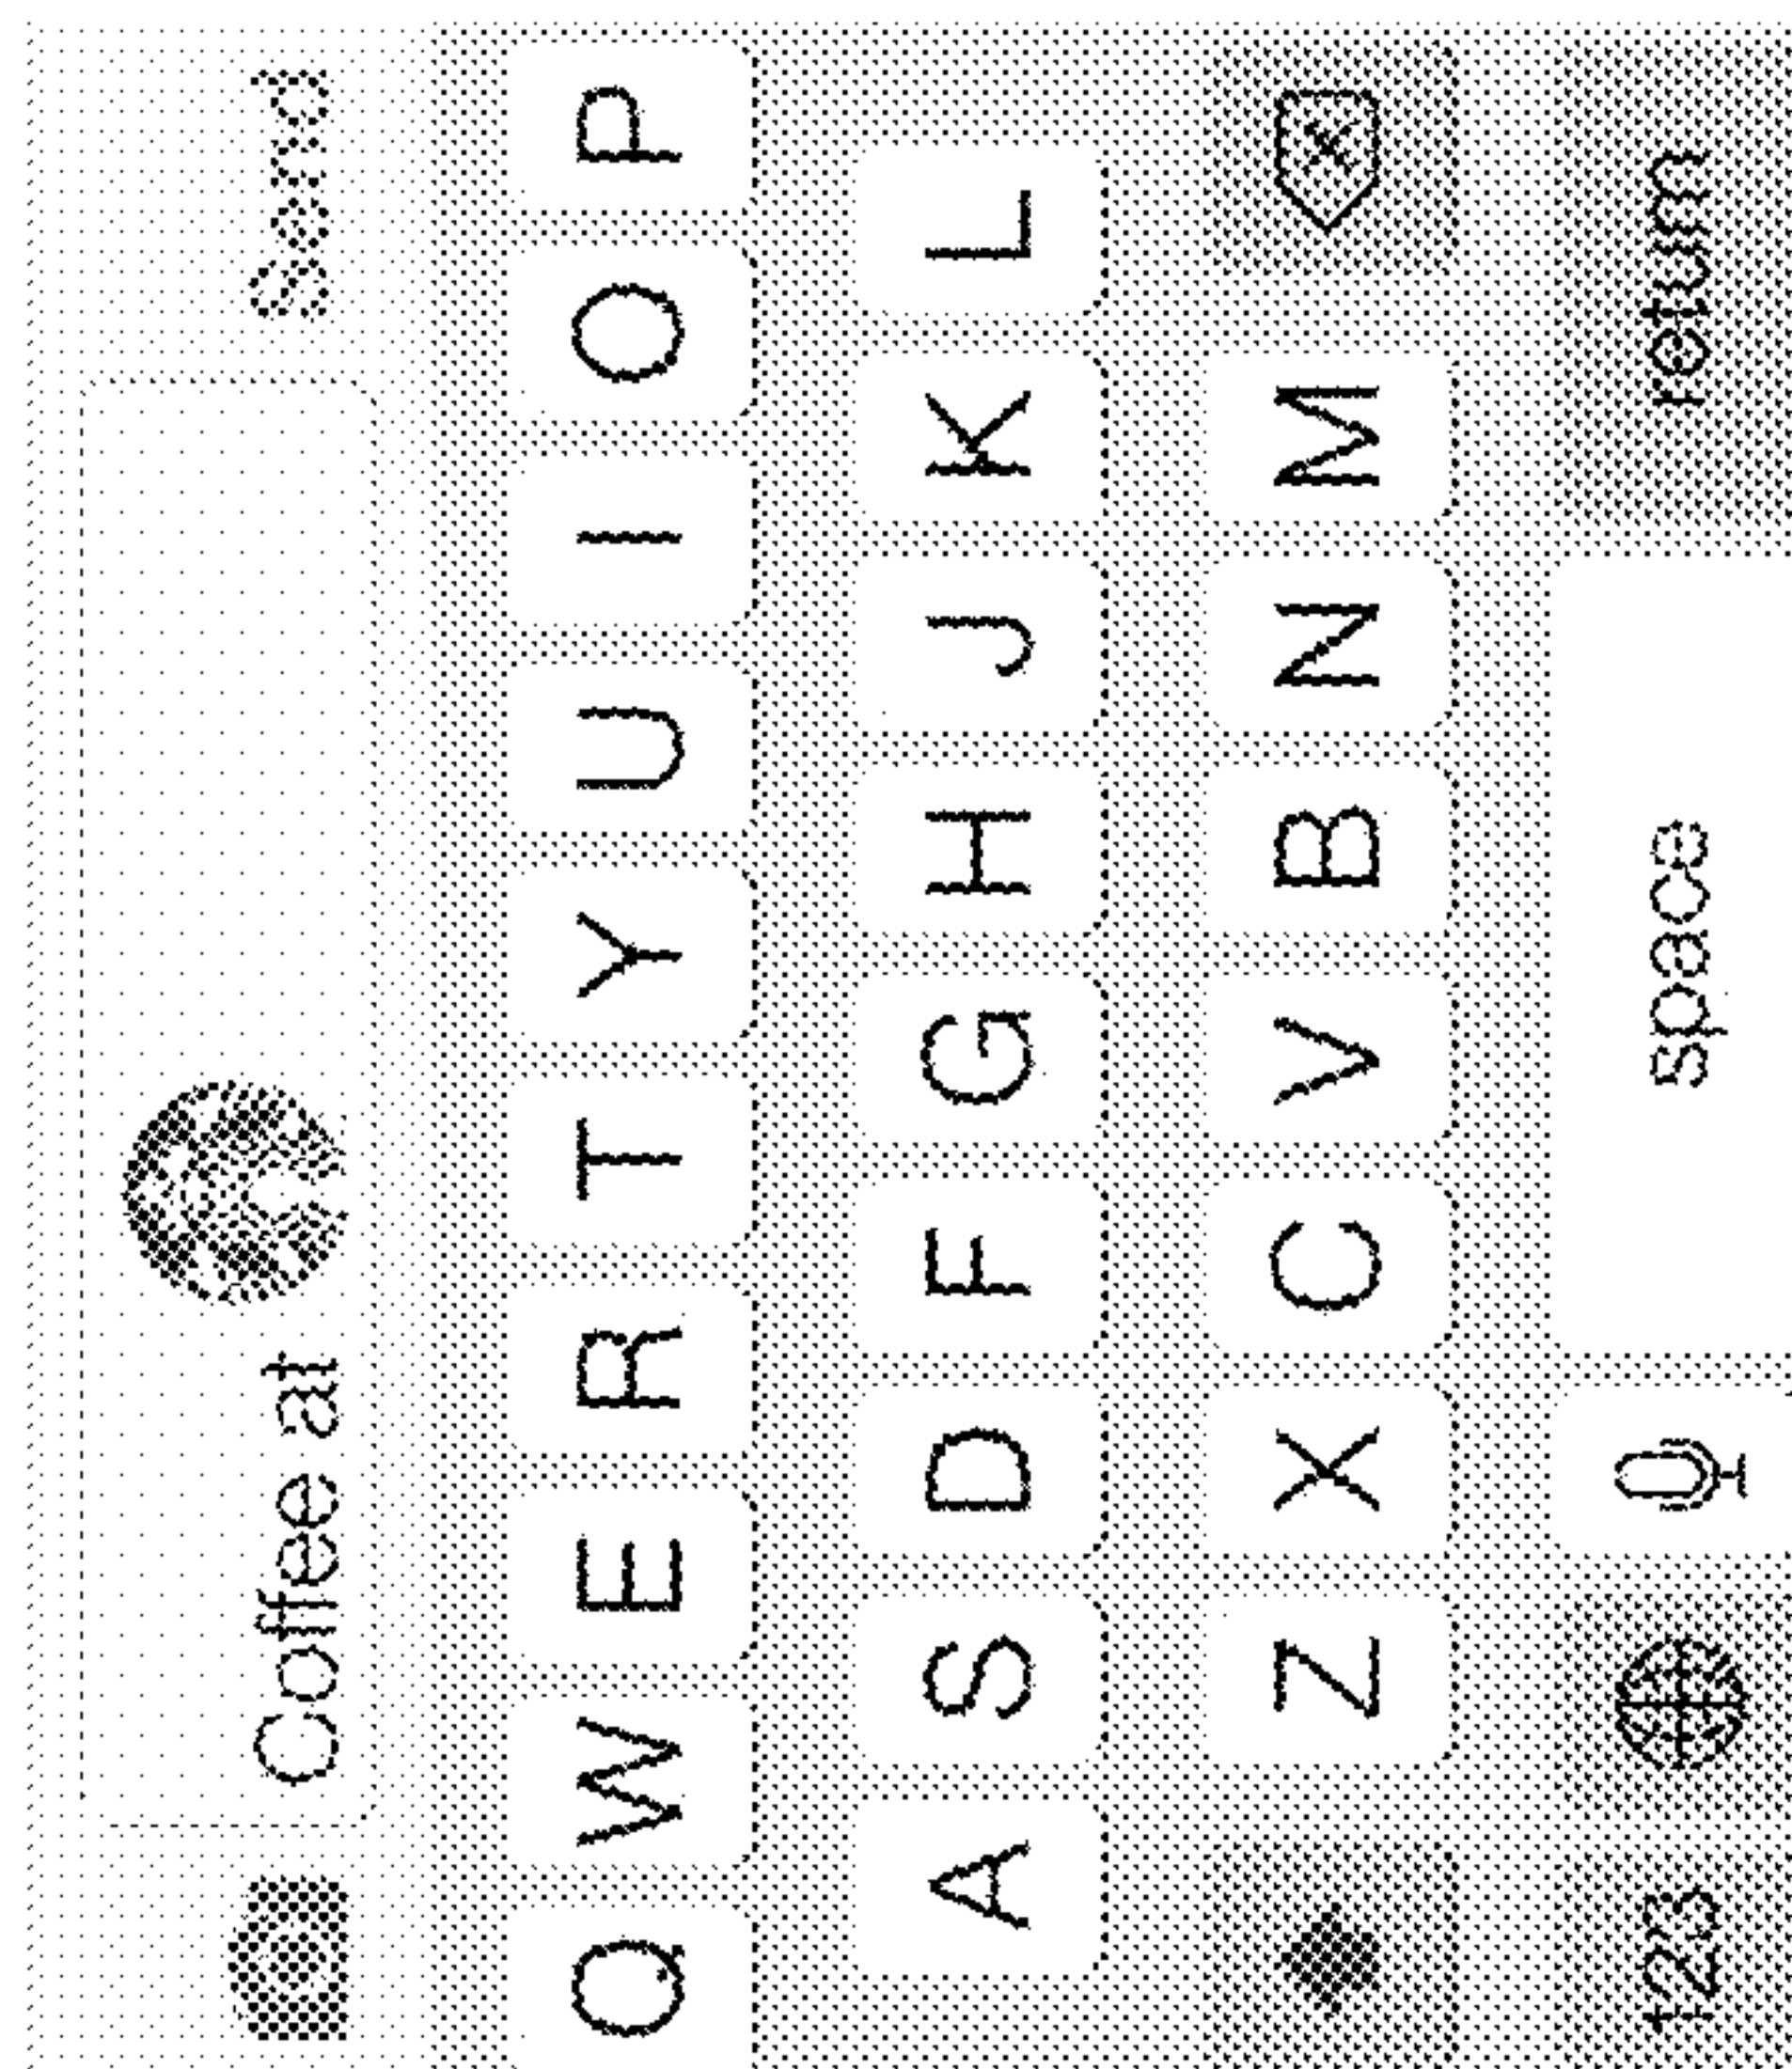 Coffee at Send
Q W E R T Y U I O P
A S D F G H J K L
Z X C V B N M
123 space return